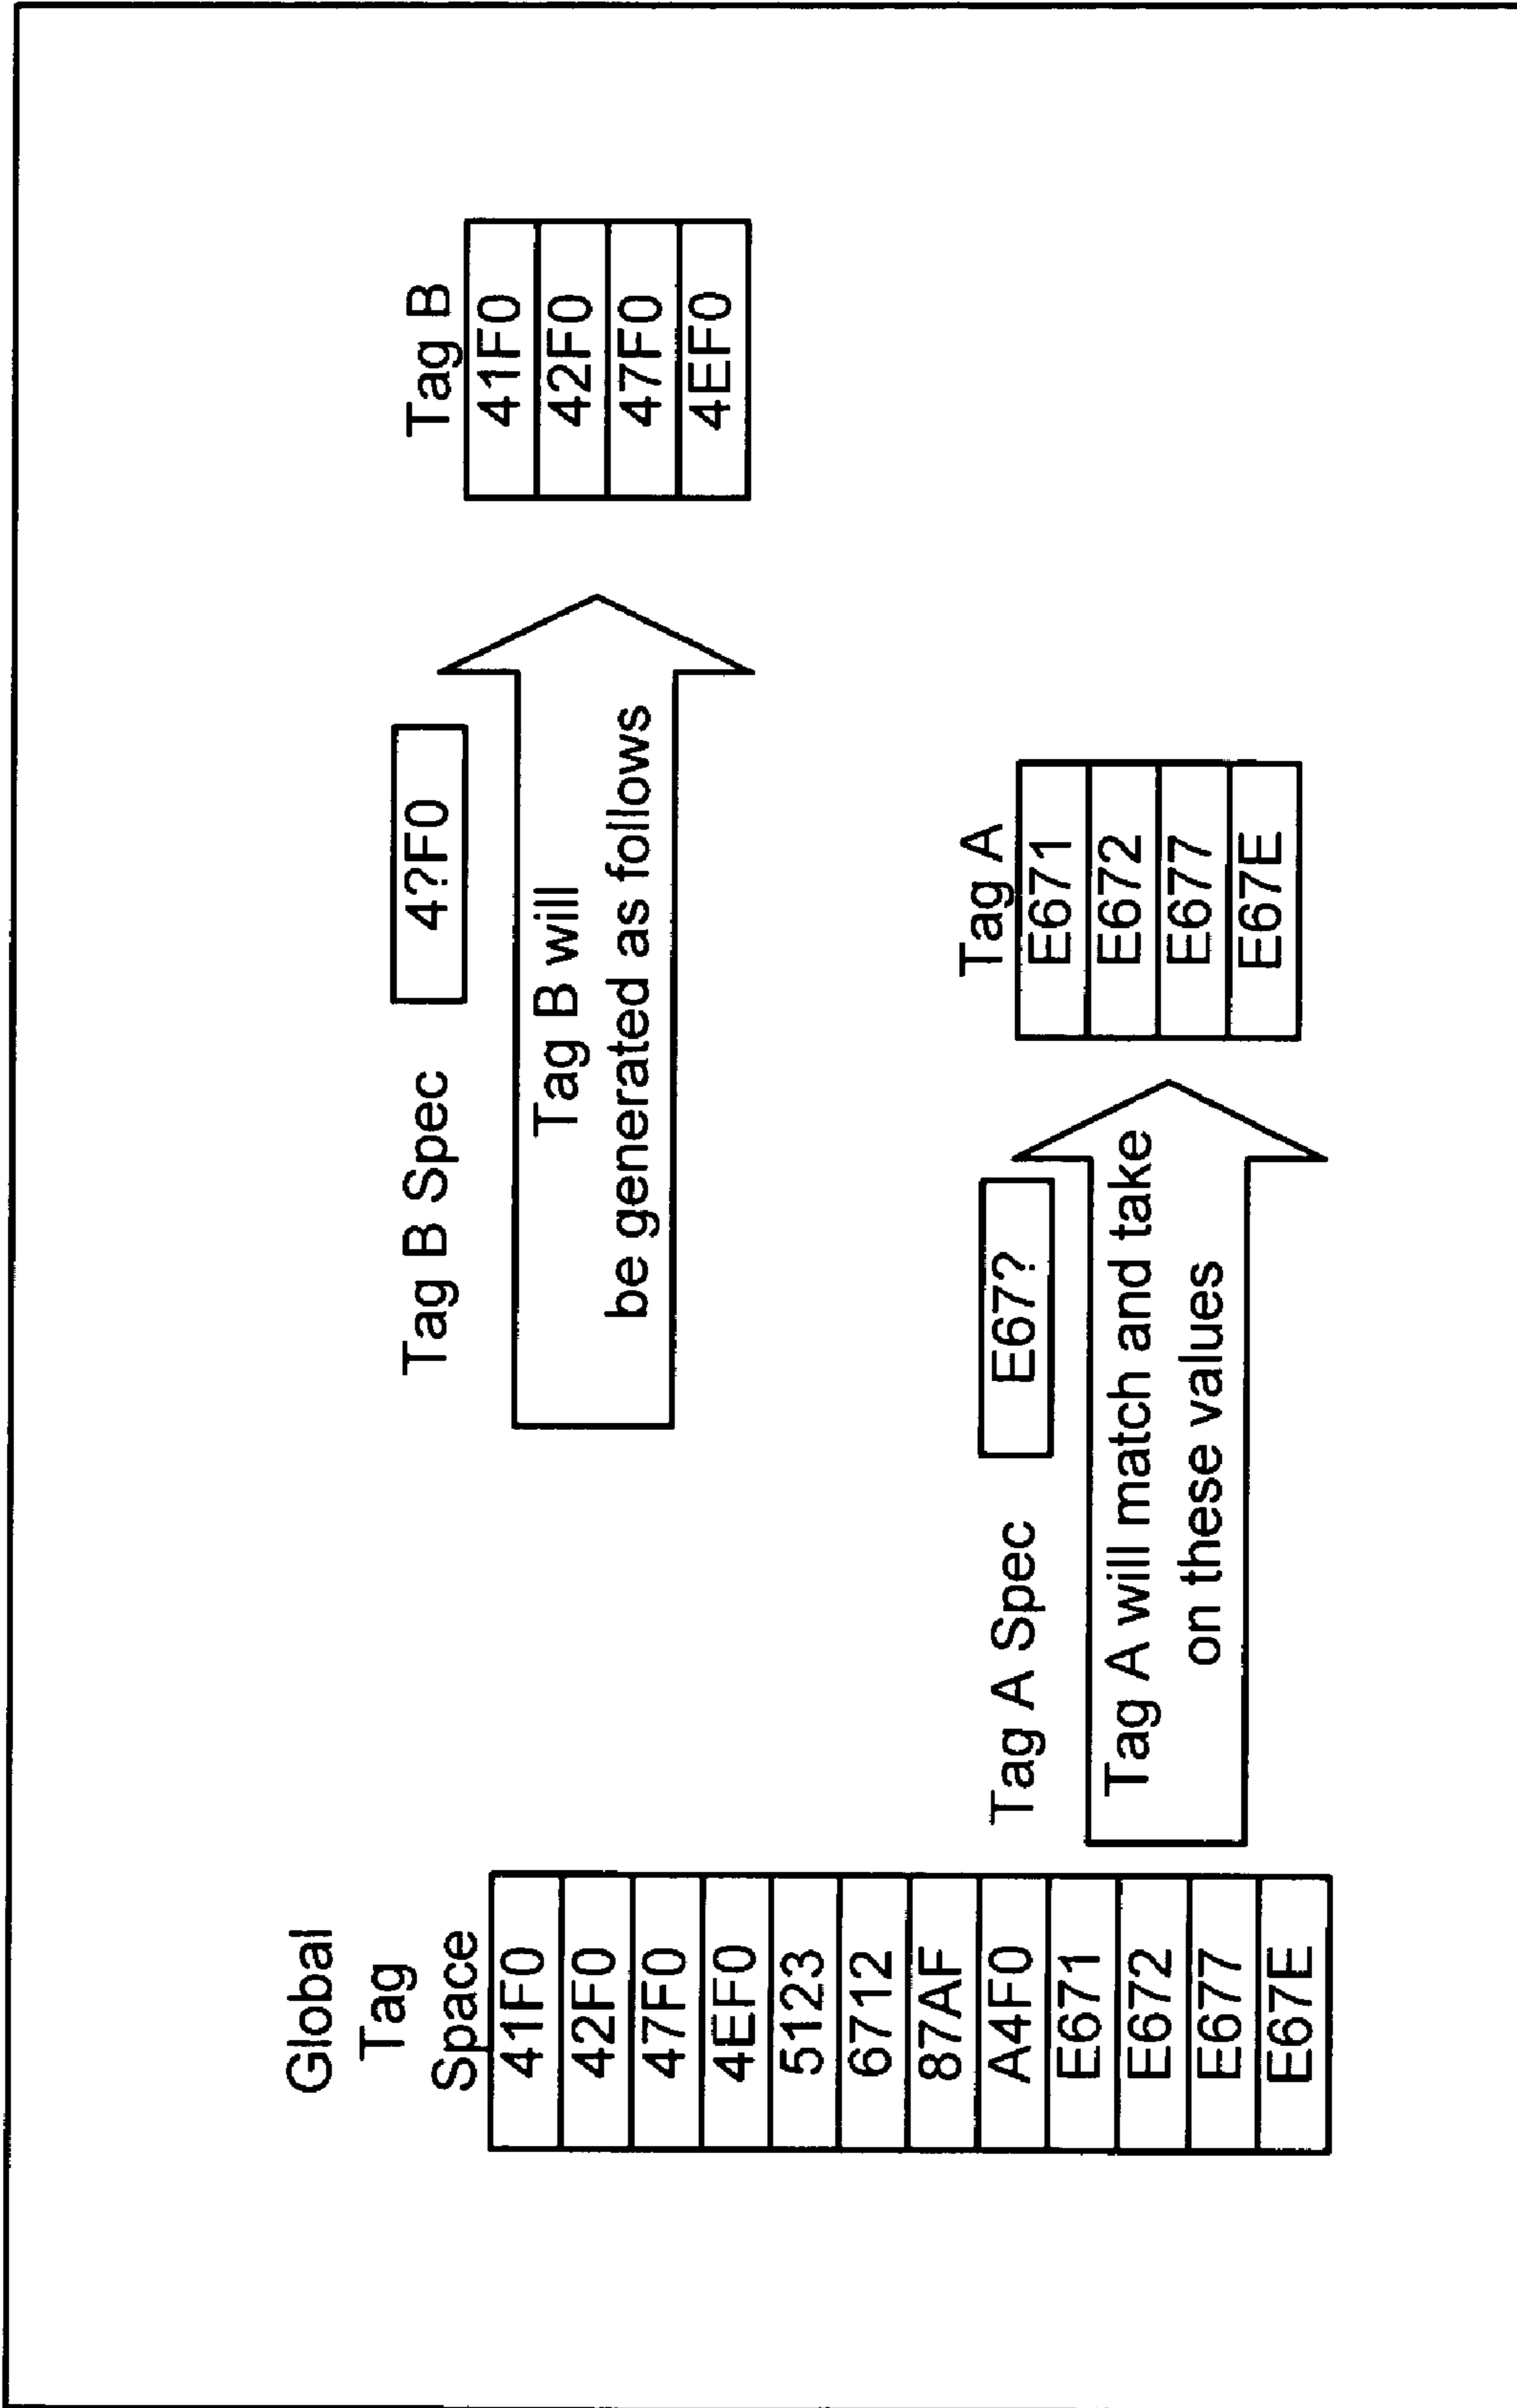 Global
Tag
Space
41F0
42F0
47F0
4EF0
5123
6712
87AF
A4F0
E671
E672
E677
E67E
Tag B Spec
4?F0
Tag B will
be generated as follows
Tag B
41F0
42F0
47F0
4EF0
Tag A Spec
E67?
Tag A will match and take
on these values
Tag A
E671
E672
E677
E67E